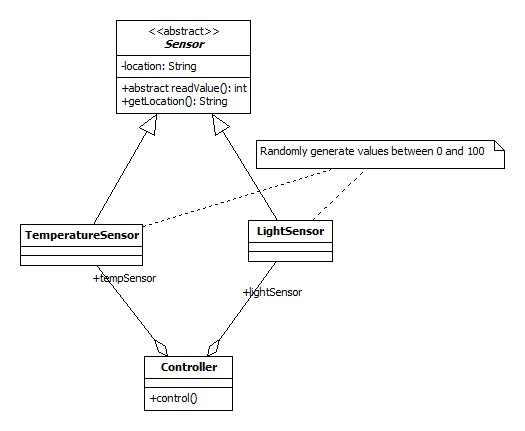 <<abstract>>
Sensor
-location: String
+abstract readValue(): int
+getLocation(): String
Randomly generate values between 0 and 100
TemperatureSensor
LightSensor
+tempSensor
+lightSensor
Controller
+control()